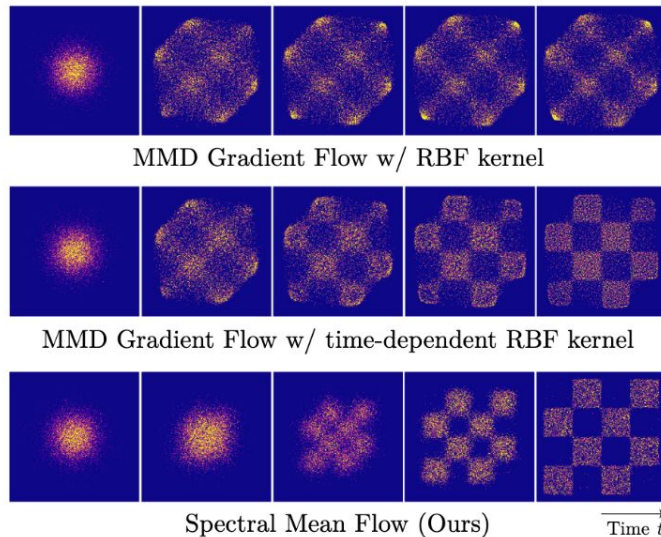 MMD Gradient Flow w/ RBF kernel
MMD Gradient Flow w/ time-dependent RBF kernel
Spectral Mean Flow (Ours)
Time t